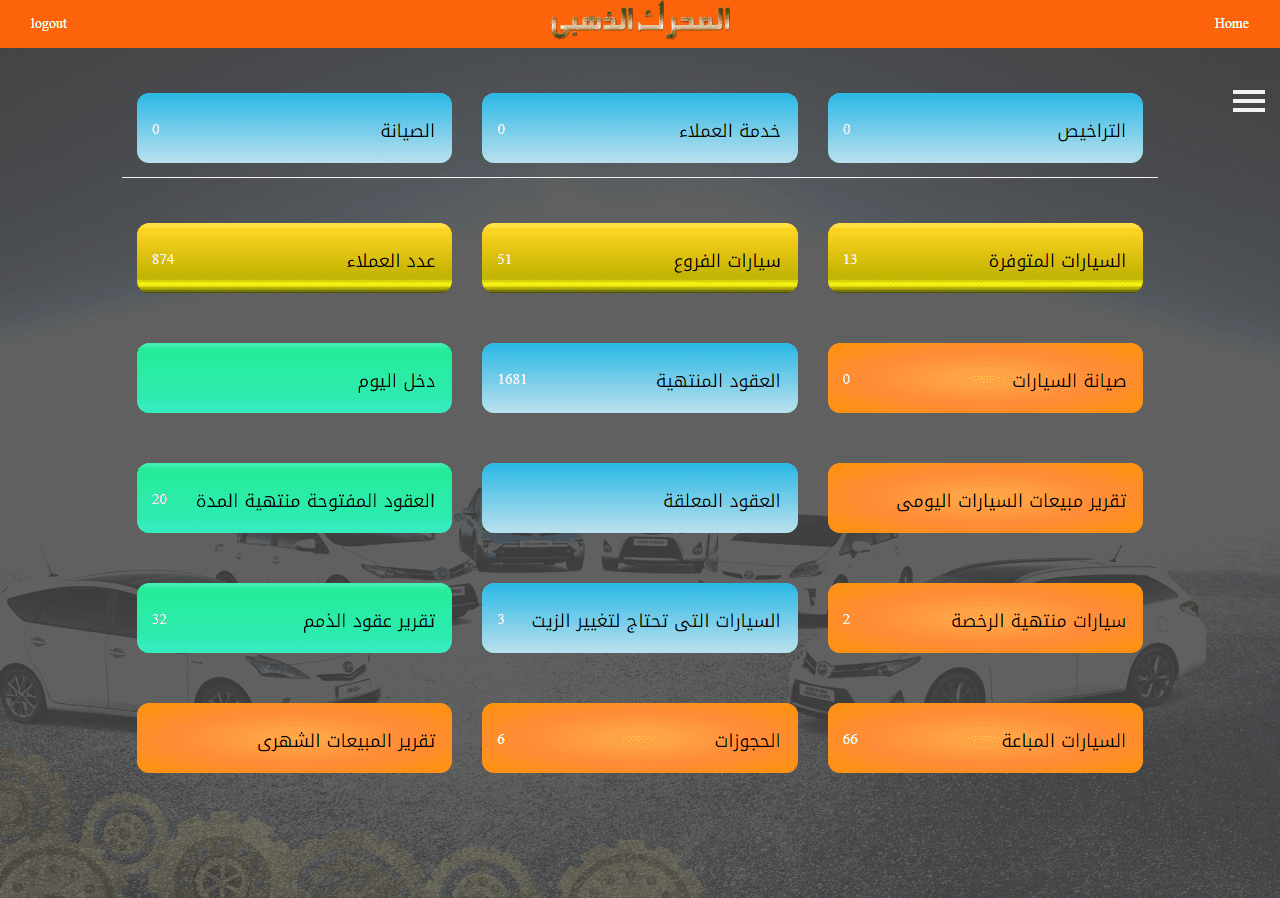 Home
المحرك الذهبى
logout
التراخيص 0
خدمة العملاء 0
الصيانة 0
السيارات المتوفرة 13
سيارات الفروع 51
عدد العملاء 874
صيانة السيارات 0
العقود المنتهية 1681
دخل اليوم
تقرير مبيعات السيارات اليومى
العقود المعلقة
العقود المفتوحة منتهية المدة 20
سيارات منتهية الرخصة 2
السيارات التى تحتاج لتغيير الزيت 3
تقرير عقود الذمم 32
السيارات المباعة 66
الحجوزات 6
تقرير المبيعات الشهرى